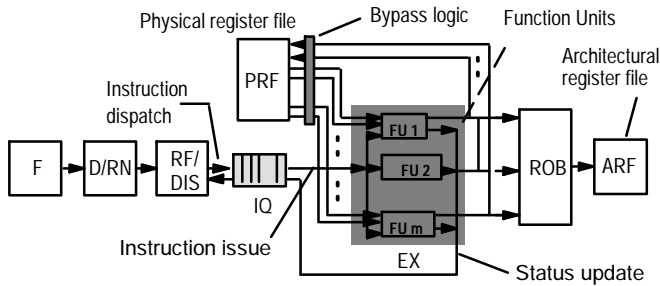 Physical register file
Bypass logic
Function Units
Architectural
register file
PRF
Instruction
dispatch
FU 1
F
D/RN
RF/
DIS
IQ
FU 2
ROB
ARF
FU m
Instruction issue
EX
Status update